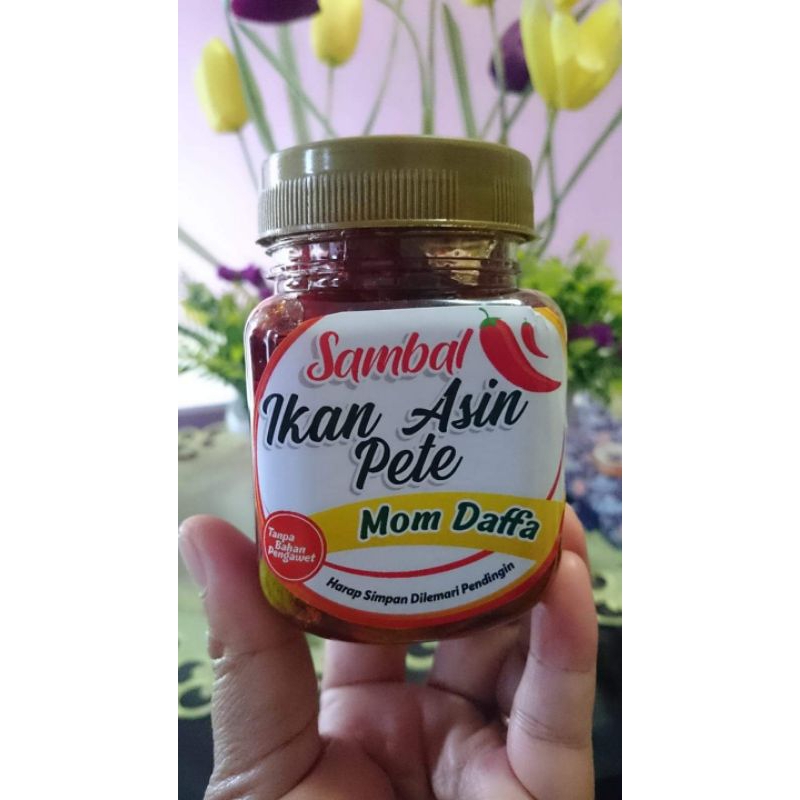 Sambal
Ikan Asin
Pete
Mom Daffa
Tanpa
Bahan
Pengawet
Harap Simpan Dilemari Pendingin